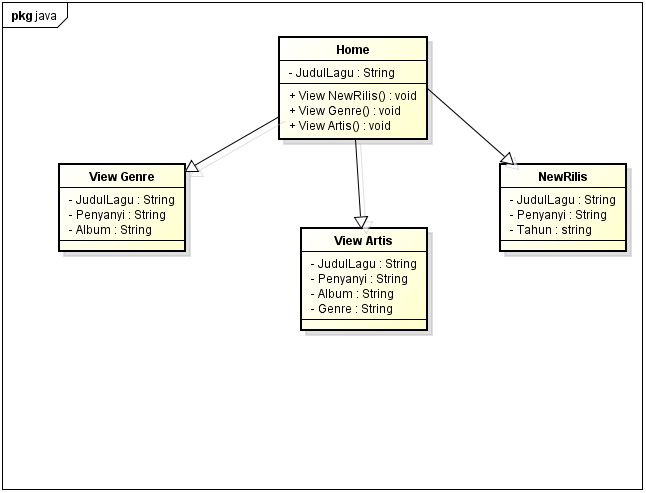 pkg java
Home
- JudulLagu : String
+ View NewRilis() : void
+ View Genre() : void
+ View Artis() : void
View Genre
- JudulLagu : String
- Penyanyi : String
- Album : String
View Artis
- JudulLagu : String
- Penyanyi : String
- Album : String
- Genre : String
NewRilis
- JudulLagu : String
- Penyanyi : String
- Tahun : string